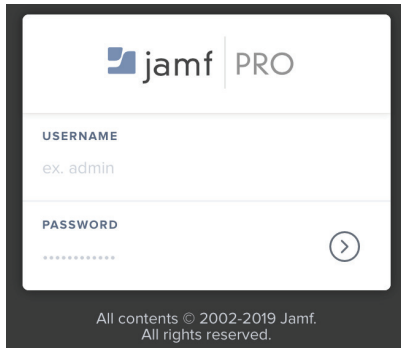 jamf PRO
USERNAME
ex. admin
PASSWORD
............
All contents © 2002-2019 Jamf.
All rights reserved.